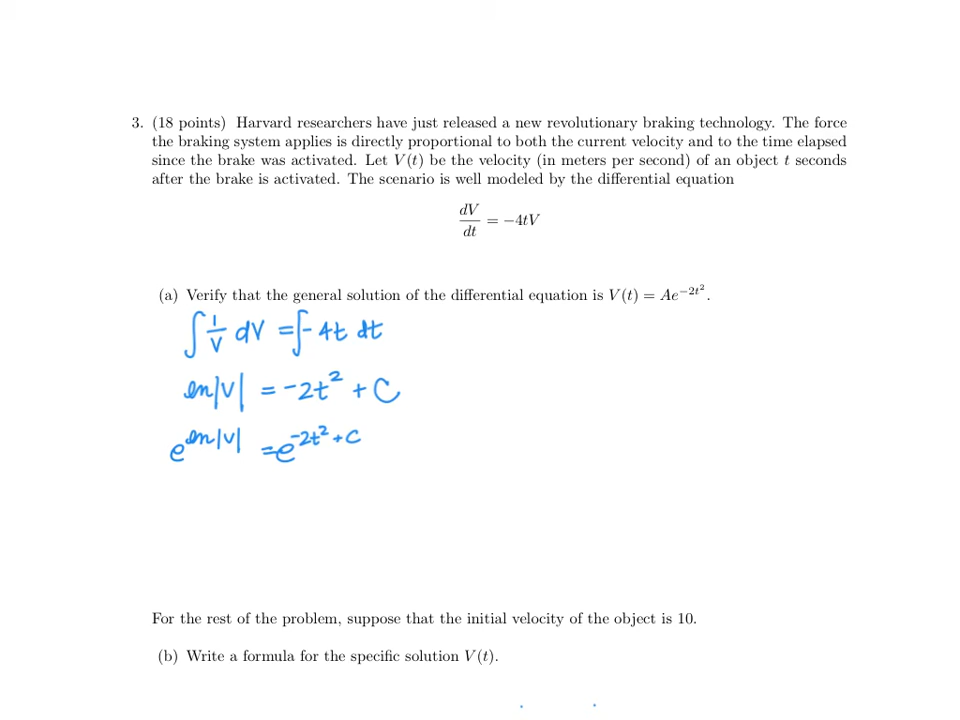 3. (18 points) Harvard researchers have just released a new revolutionary braking technology. The force
the braking system applies is directly proportional to both the current velocity and to the time elapsed
since the brake was activated. Let V(t) be the velocity (in meters per second) of an object t seconds
after the brake is activated. The scenario is well modeled by the differential equation
dV/dt = −4tV
(a) Verify that the general solution of the differential equation is V(t) = Ae^{−2t²}.
∫ 1/V dV = ∫ − 4t dt
ln|V| = −2t² + C
e^{ln|V|} = e^{−2t² + C}
For the rest of the problem, suppose that the initial velocity of the object is 10.
(b) Write a formula for the specific solution V(t).